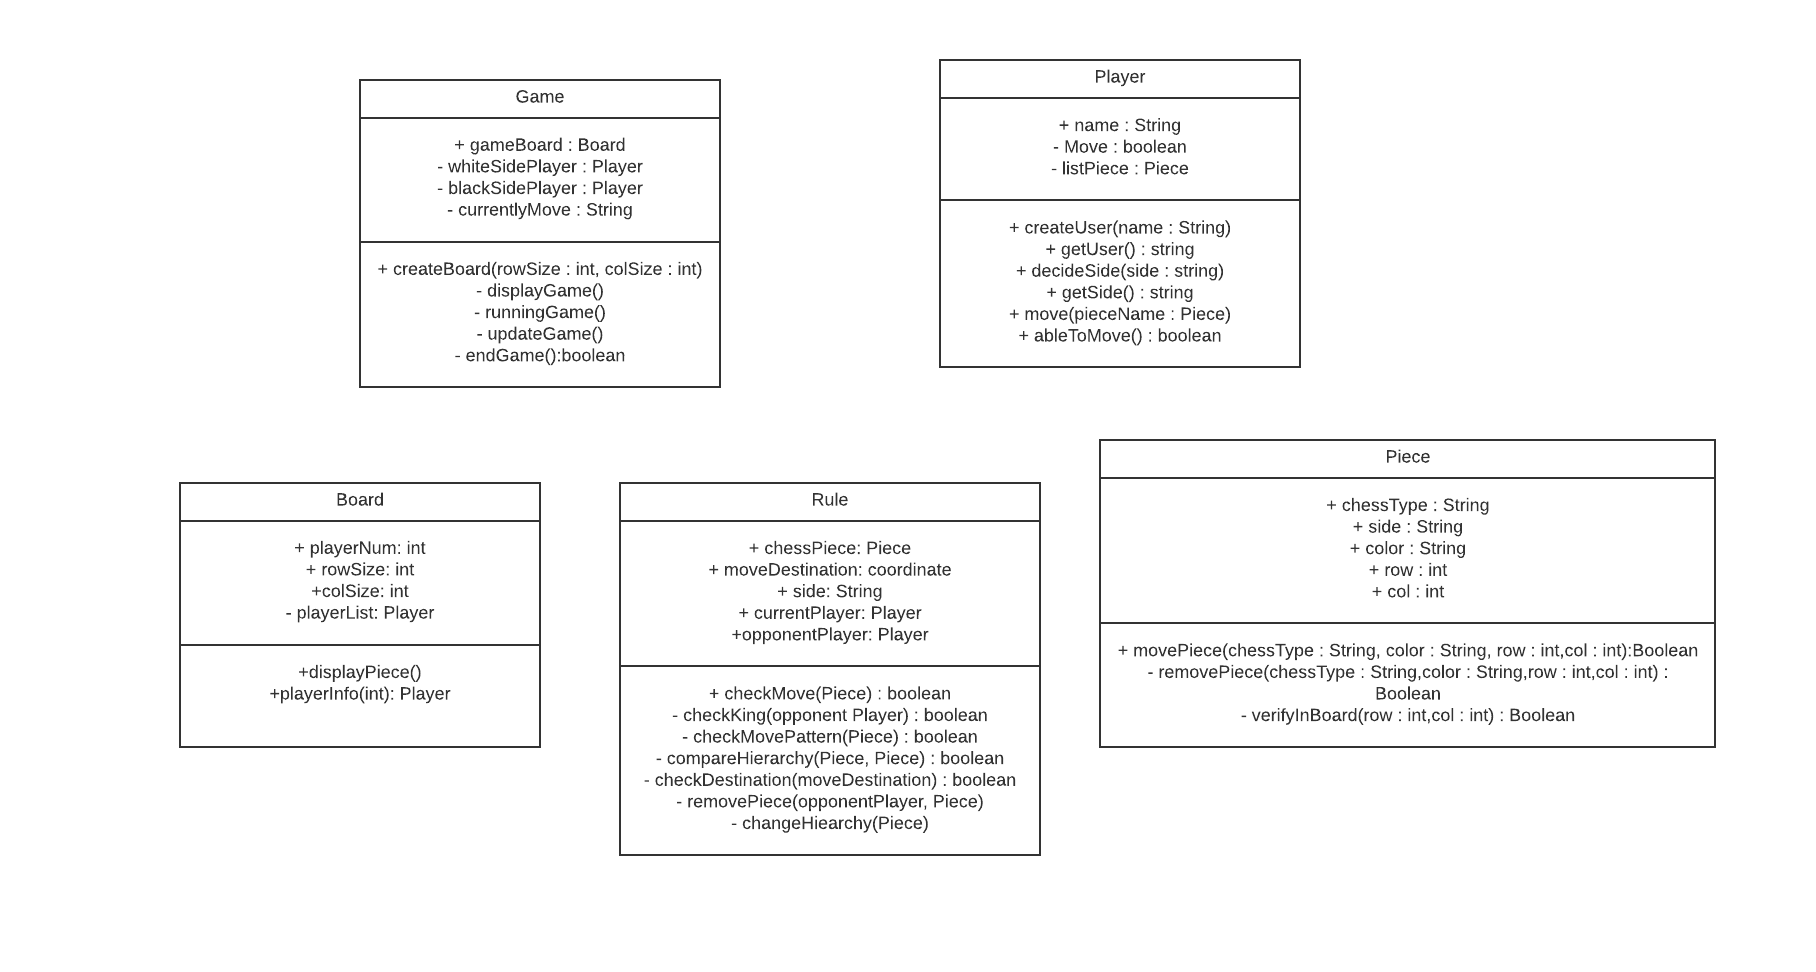 Game
+ gameBoard : Board
- whiteSidePlayer : Player
- blackSidePlayer : Player
- currentlyMove : String
+ createBoard(rowSize : int, colSize : int)
- displayGame()
- runningGame()
- updateGame()
- endGame():boolean
Player
+ name : String
- Move : boolean
- listPiece : Piece
+ createUser(name : String)
+ getUser() : string
+ decideSide(side : string)
+ getSide() : string
+ move(pieceName : Piece)
+ ableToMove() : boolean
Board
+ playerNum: int
+ rowSize: int
+colSize: int
- playerList: Player
+displayPiece()
+playerInfo(int): Player
Rule
+ chessPiece: Piece
+ moveDestination: coordinate
+ side: String
+ currentPlayer: Player
+opponentPlayer: Player
+ checkMove(Piece) : boolean
- checkKing(opponent Player) : boolean
- checkMovePattern(Piece) : boolean
- compareHierarchy(Piece, Piece) : boolean
- checkDestination(moveDestination) : boolean
- removePiece(opponentPlayer, Piece)
- changeHiearchy(Piece)
Piece
+ chessType : String
+ side : String
+ color : String
+ row : int
+ col : int
+ movePiece(chessType : String, color : String, row : int,col : int):Boolean
- removePiece(chessType : String,color : String,row : int,col : int) :
Boolean
- verifyInBoard(row : int,col : int) : Boolean